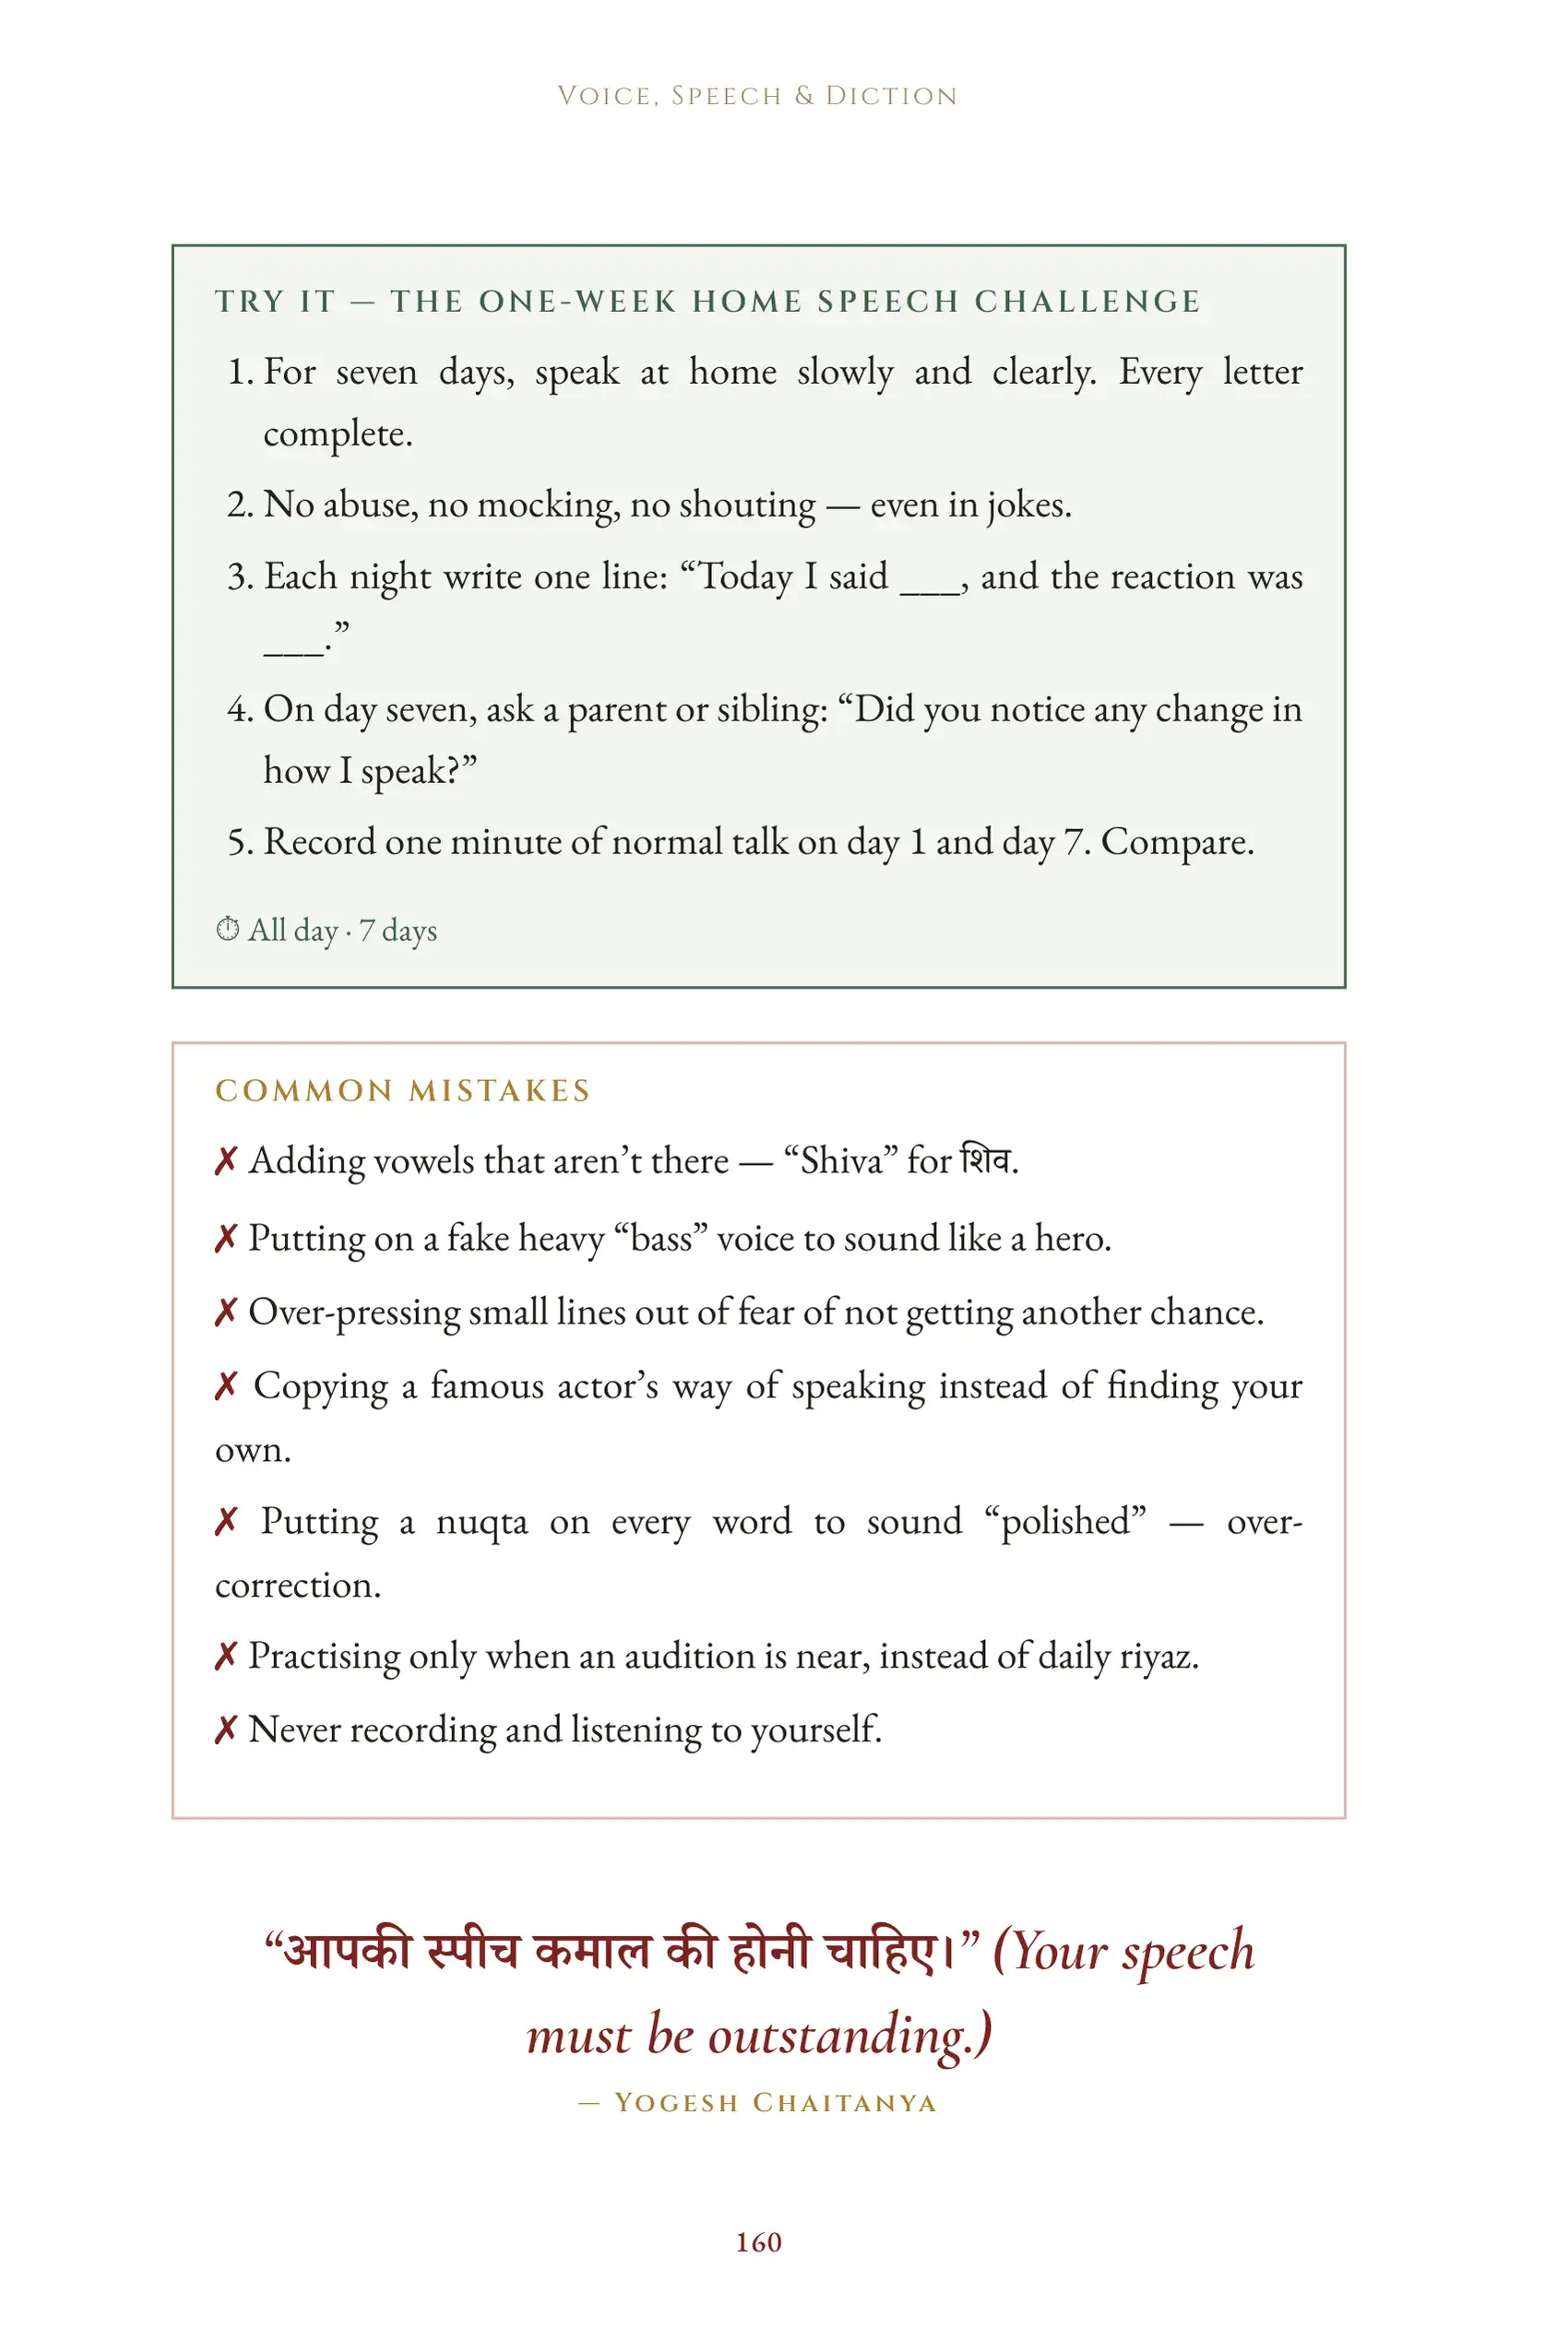 Voice, Speech & Diction
TRY IT — THE ONE-WEEK HOME SPEECH CHALLENGE
1. For seven days, speak at home slowly and clearly. Every letter
complete.
2. No abuse, no mocking, no shouting — even in jokes.
3. Each night write one line: “Today I said ___, and the reaction was
___.”
4. On day seven, ask a parent or sibling: “Did you notice any change in
how I speak?”
5. Record one minute of normal talk on day 1 and day 7. Compare.
⏱ All day · 7 days
COMMON MISTAKES
✗ Adding vowels that aren’t there — “Shiva” for शिव.
✗ Putting on a fake heavy “bass” voice to sound like a hero.
✗ Over-pressing small lines out of fear of not getting another chance.
✗ Copying a famous actor’s way of speaking instead of finding your
own.
✗ Putting a nuqta on every word to sound “polished” — over-
correction.
✗ Practising only when an audition is near, instead of daily riyaz.
✗ Never recording and listening to yourself.
“आपकी स्पीच कमाल की होनी चाहिए।” (Your speech
must be outstanding.)
— Yogesh Chaitanya
160